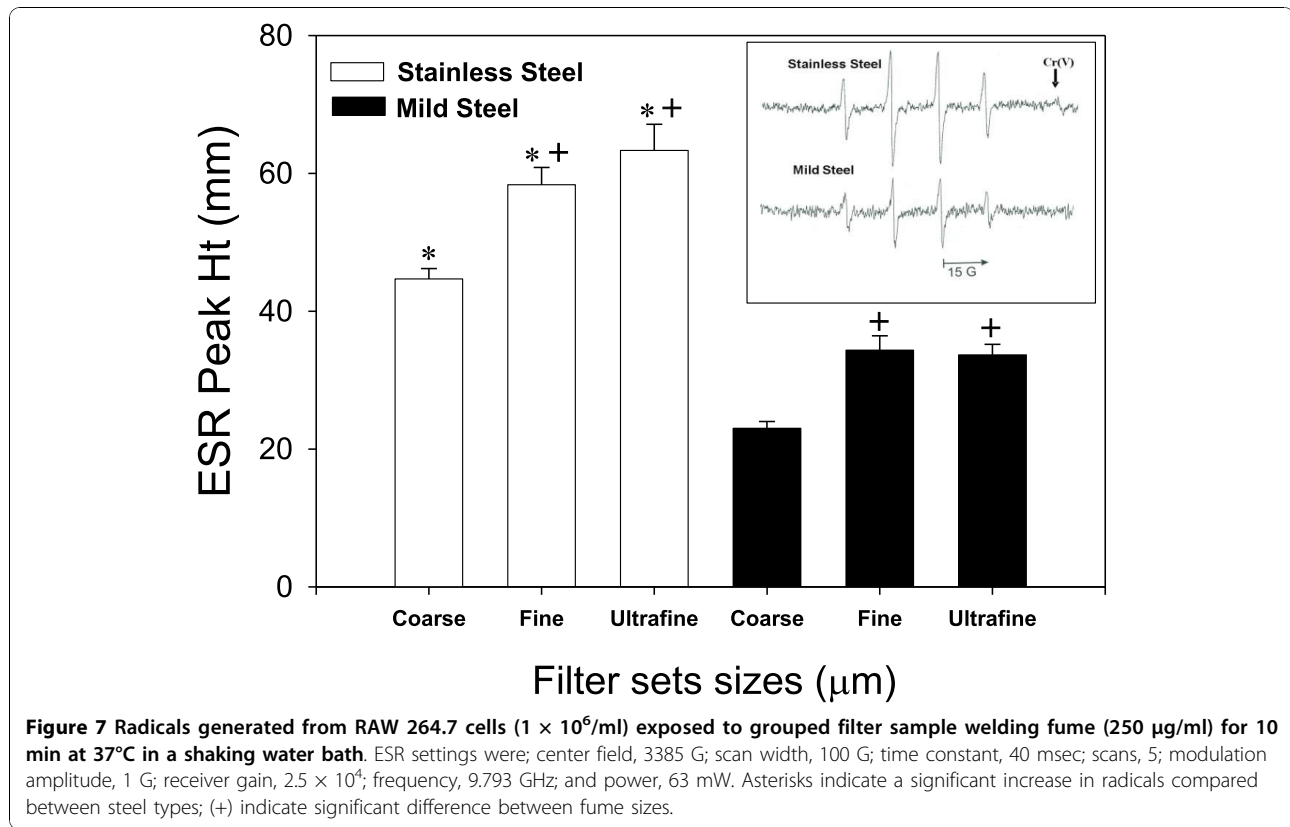 80
60
40
20
0
ESR Peak Ht (mm)
Stainless Steel
Mild Steel
*
* +
* +
+
+
Stainless Steel
Cr(V)
Mild Steel
15 G
Coarse Fine Ultrafine Coarse Fine Ultrafine
Filter sets sizes (μm)
Figure 7 Radicals generated from RAW 264.7 cells (1 × 10⁶/ml) exposed to grouped filter sample welding fume (250 μg/ml) for 10
min at 37°C in a shaking water bath. ESR settings were; center field, 3385 G; scan width, 100 G; time constant, 40 msec; scans, 5; modulation
amplitude, 1 G; receiver gain, 2.5 × 10⁴; frequency, 9.793 GHz; and power, 63 mW. Asterisks indicate a significant increase in radicals compared
between steel types; (+) indicate significant difference between fume sizes.